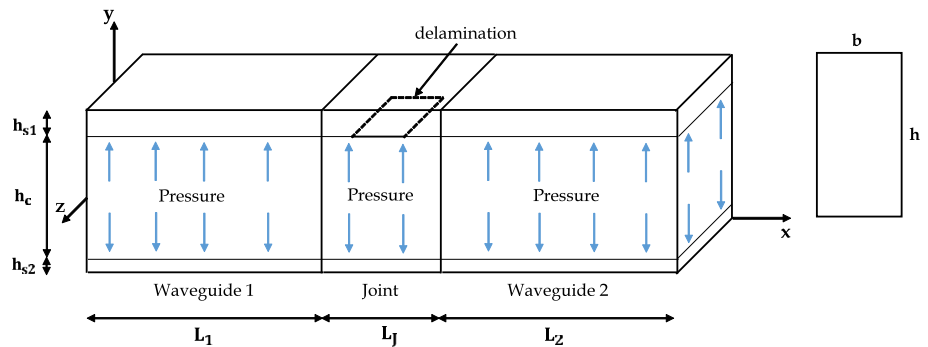 y
delamination
b
h_s1
h_c
h_s2
z
Pressure
Pressure
Pressure
h
x
Waveguide 1
Joint
Waveguide 2
L_1
L_J
L_2